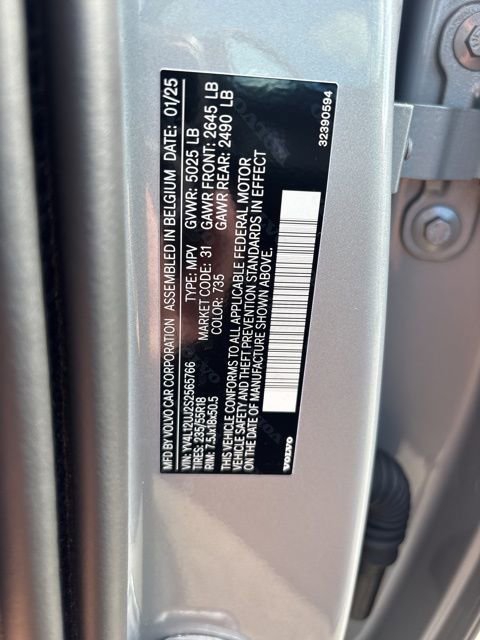 MFD BY VOLVO CAR CORPORATION ASSEMBLED IN BELGIUM DATE: 01/25
VIN: YV4L12UJ2S2565766 TYPE: MPV GVWR: 5025 LB
TIRES: 235/55R18 MARKET CODE: 31 GAWR FRONT: 2645 LB
RIM: 7.5Jx18x50.5 COLOR: 735 GAWR REAR: 2490 LB
THIS VEHICLE CONFORMS TO ALL APPLICABLE FEDERAL MOTOR
VEHICLE SAFETY AND THEFT PREVENTION STANDARDS IN EFFECT
ON THE DATE OF MANUFACTURE SHOWN ABOVE.
VOLVO
32390594